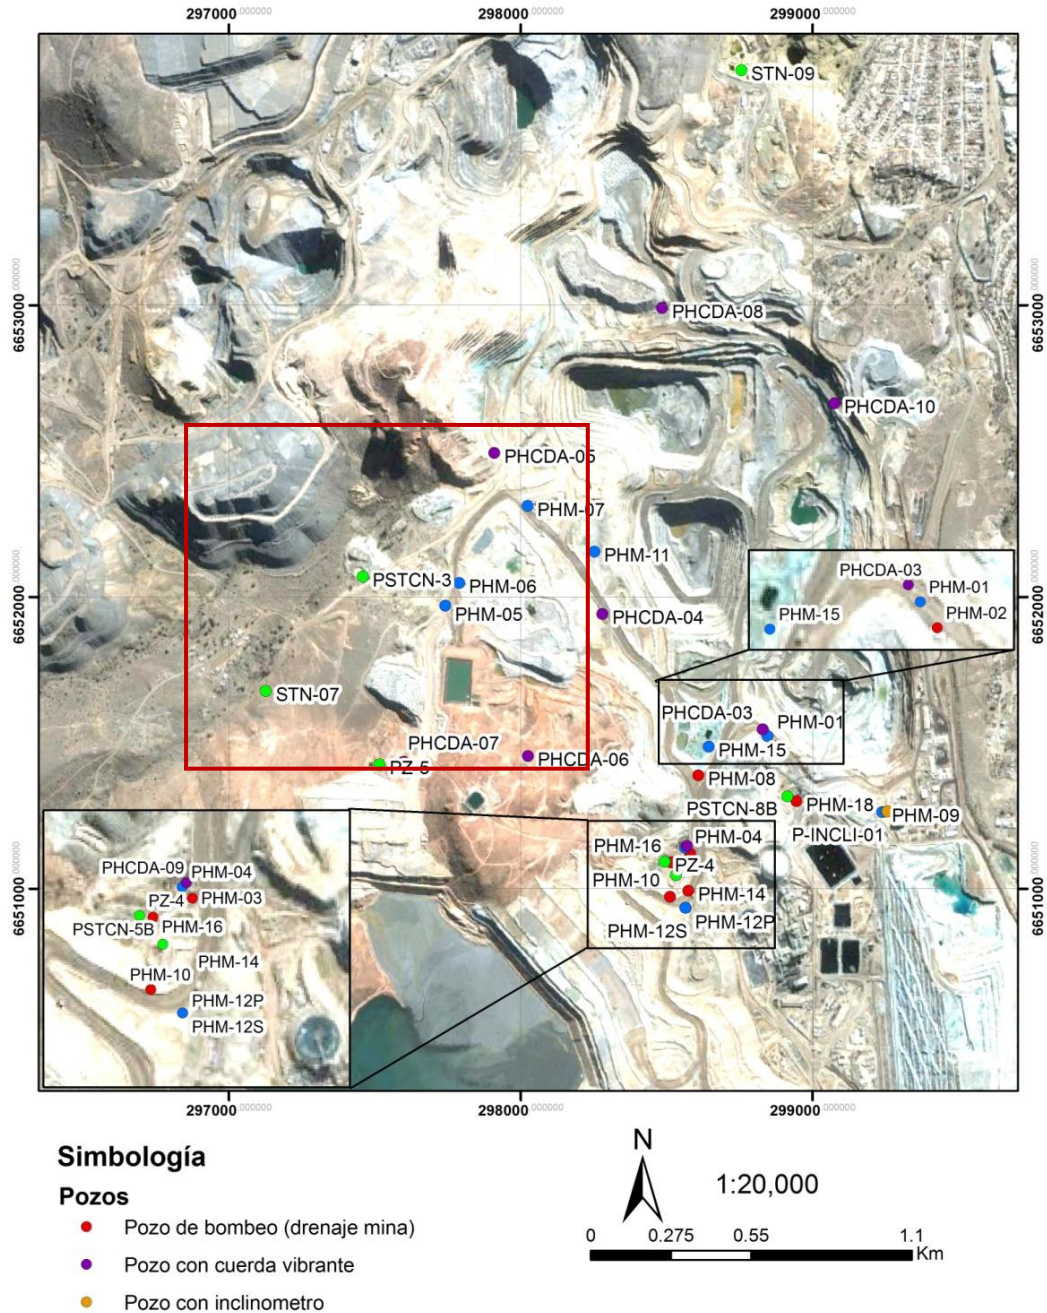 297000.000000 298000.000000 299000.000000
STN-09
6653000.000000 6653000.000000
PHCDA-08
PHCDA-10
PHCDA-05
PHM-07
PHM-11
6652000.000000 6652000.000000
PSTCN-3
PHM-06
PHM-05
PHCDA-04
PHCDA-03
PHM-01
PHM-15
PHM-02
STN-07
PHCDA-03
PHM-01
PHM-15
PHCDA-07
PZ-5
PHCDA-06
PHM-08
PSTCN-8B
PHM-18
PHM-09
P-INCLI-01
PHM-16
PHM-04
PZ-4
PHM-10
PHM-14
PHM-12S
PHM-12P
6651000.000000 6651000.000000
PHCDA-09
PHM-04
PZ-4
PHM-03
PSTCN-5B
PHM-16
PHM-14
PHM-10
PHM-12P
PHM-12S
297000.000000 298000.000000 299000.000000
Simbología
Pozos
Pozo de bombeo (drenaje mina)
Pozo con cuerda vibrante
Pozo con inclinometro
N
1:20,000
0 0.275 0.55 1.1
Km